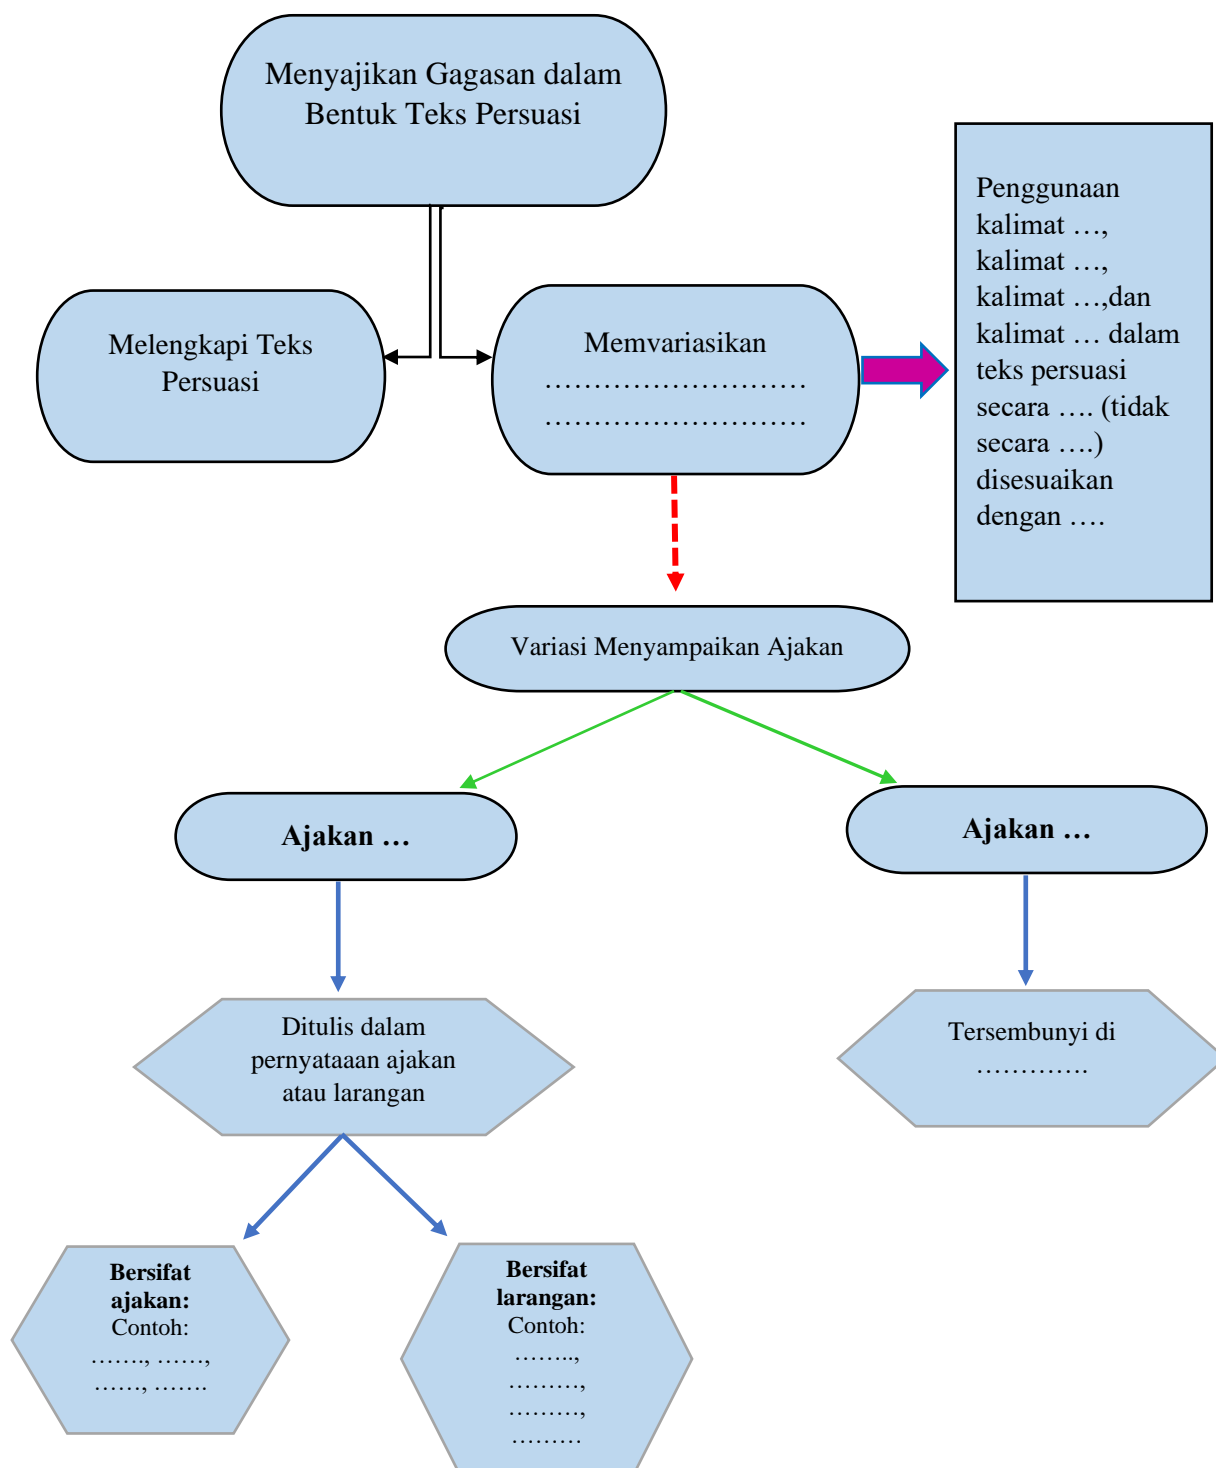 Menyajikan Gagasan dalam
Bentuk Teks Persuasi
Penggunaan
kalimat …,
kalimat …,
kalimat …,dan
kalimat … dalam
teks persuasi
secara …. (tidak
secara ….)
disesuaikan
dengan ….
Melengkapi Teks
Persuasi
Memvariasikan
………………………
………………………
Variasi Menyampaikan Ajakan
Ajakan …
Ajakan …
Ditulis dalam
pernyataaan ajakan
atau larangan
Tersembunyi di
………….
Bersifat
ajakan:
Contoh:
……., ……,
……, …….
Bersifat
larangan:
Contoh:
……..,
………,
………,
………